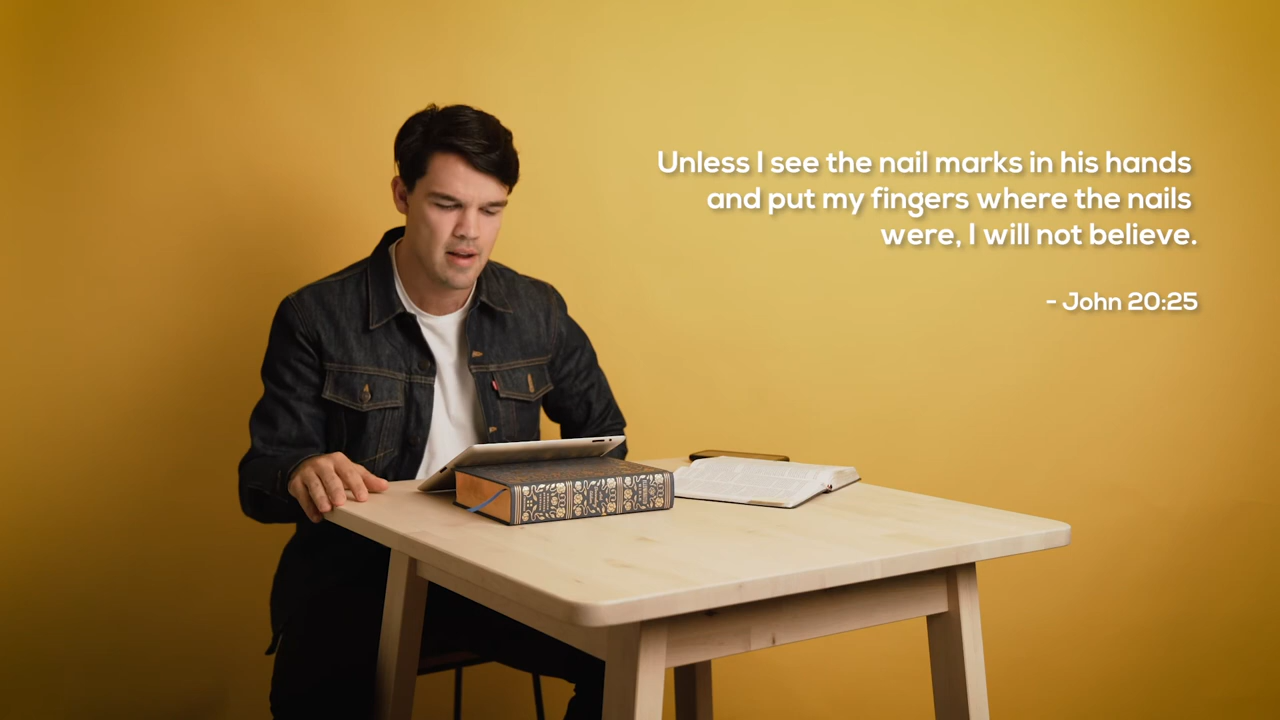 Unless I see the nail marks in his hands
and put my fingers where the nails
were, I will not believe.
- John 20:25